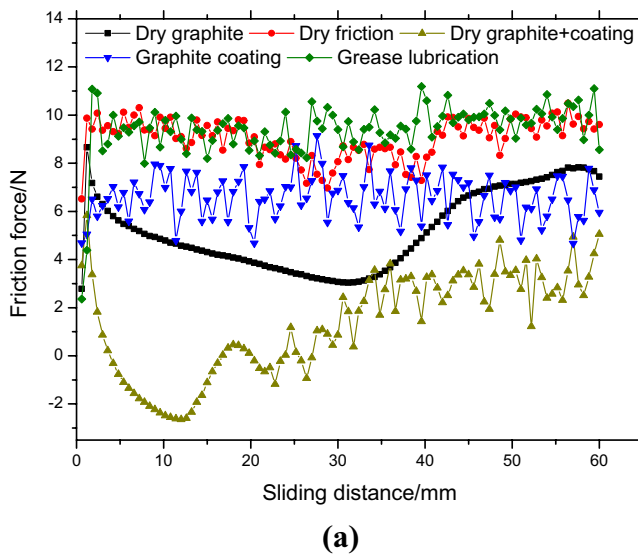 Dry graphite Dry friction Dry graphite+coating
Graphite coating Grease lubrication
14
12
10
8
6
4
2
0
-2
Friction force/N
0 10 20 30 40 50 60
Sliding distance/mm
(a)